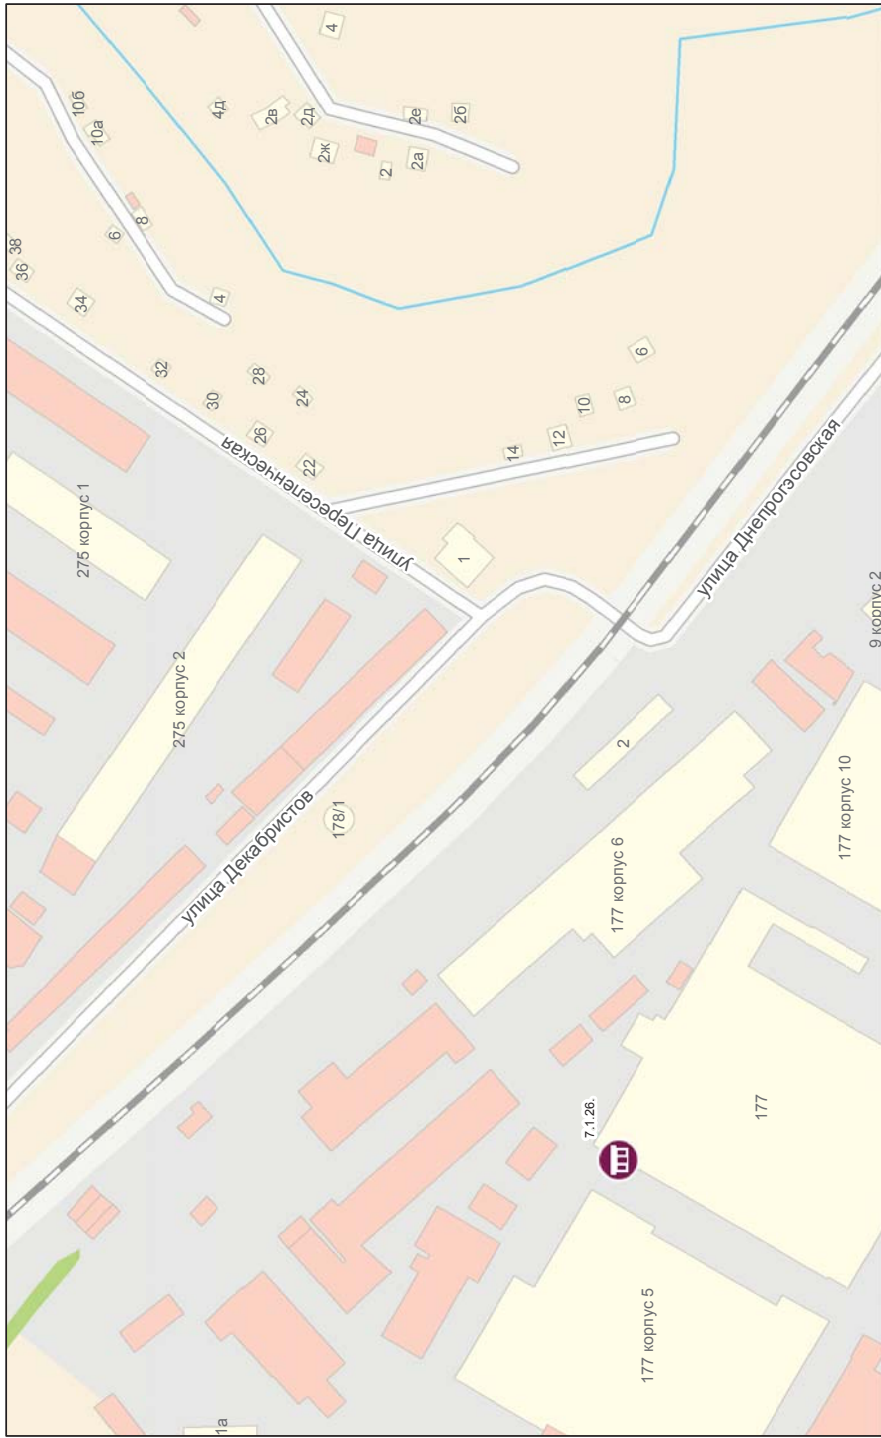 4
10б
10а
4д
2в
2д
2е
2б
2ж
2
2а
6
8
38
36
34
4
32
30
28
24
26
22
14
12
10
8
6
улица Переселенческая
275 корпус 1
275 корпус 2
1
улица Днепрогэсовская
9 корпус 2
улица Декабристов
178/1
2
177 корпус 6
177 корпус 10
7.1.26.
177
177 корпус 5
1а